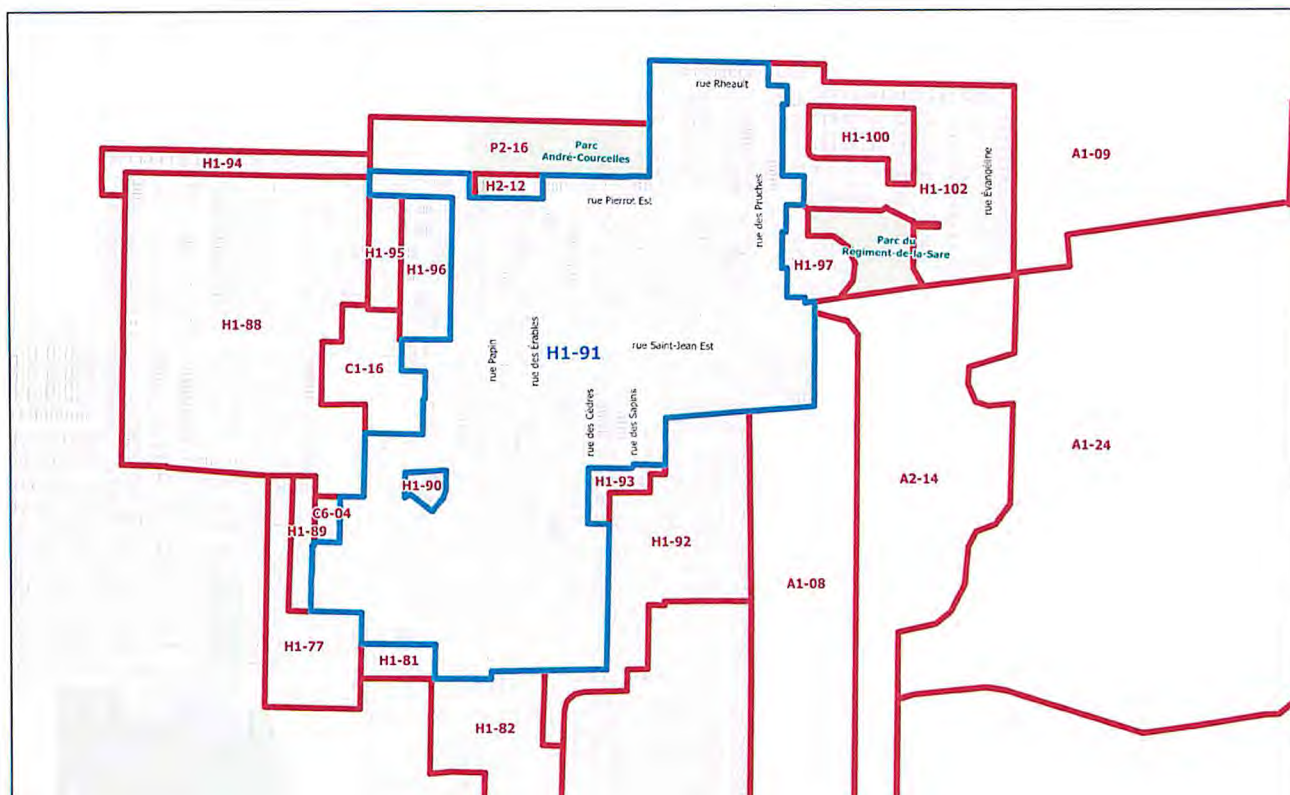 rue Rheault
H1-100
P2-16
Parc
André-Courcelles
A1-09
H1-94
H2-12
H1-102
rue Évangéline
rue Pierrot Est
rue des Pruches
Parc du
Régiment-de-la-Sare
H1-95
H1-96
H1-97
H1-88
rue Papin
rue des Érables
H1-91
rue Saint-Jean Est
C1-16
rue des Cèdres
rue des Sapins
A1-24
A2-14
H1-90
H1-93
C6-04
H1-89
H1-92
A1-08
H1-77
H1-81
H1-82